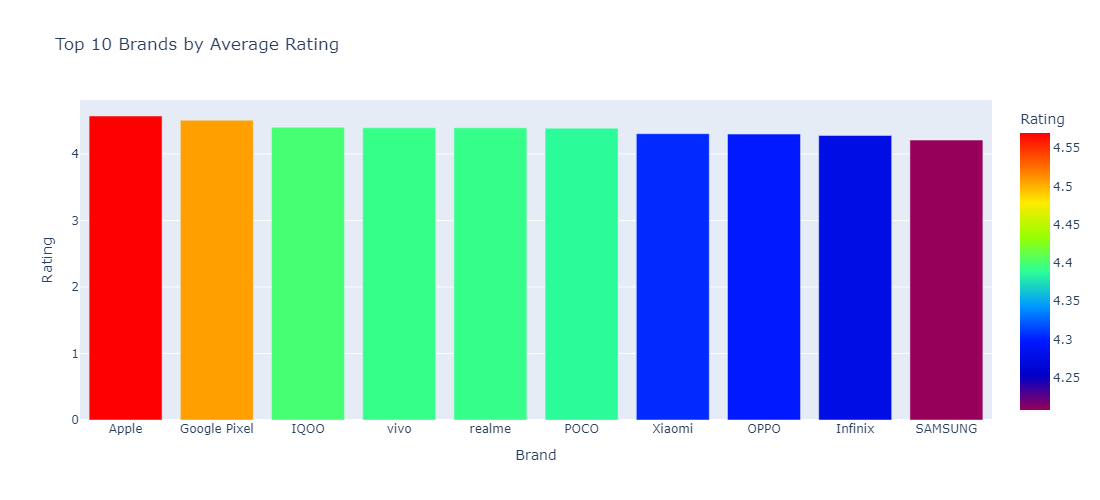 Top 10 Brands by Average Rating
Rating
4
3
2
1
0
Apple Google Pixel IQOO vivo realme POCO Xiaomi OPPO Infinix SAMSUNG
Brand
Rating
4.55
4.5
4.45
4.4
4.35
4.3
4.25